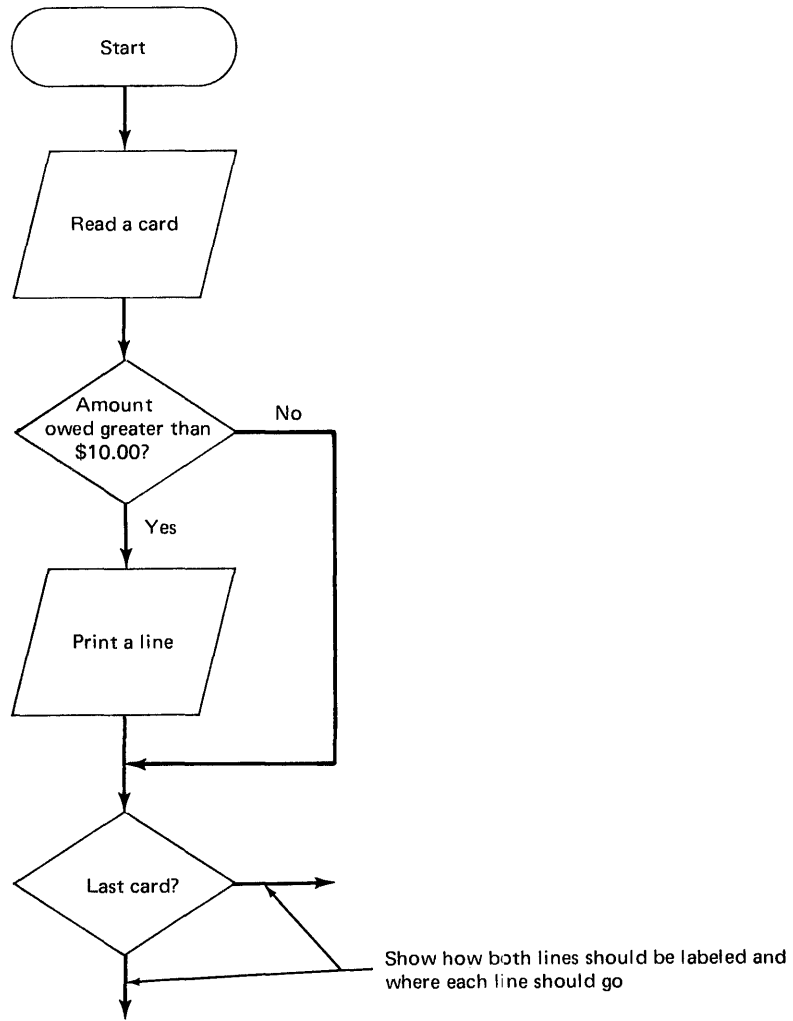 Start
Read a card
Amount
owed greater than
$10.00?
No
Yes
Print a line
Last card?
Show how both lines should be labeled and
where each line should go